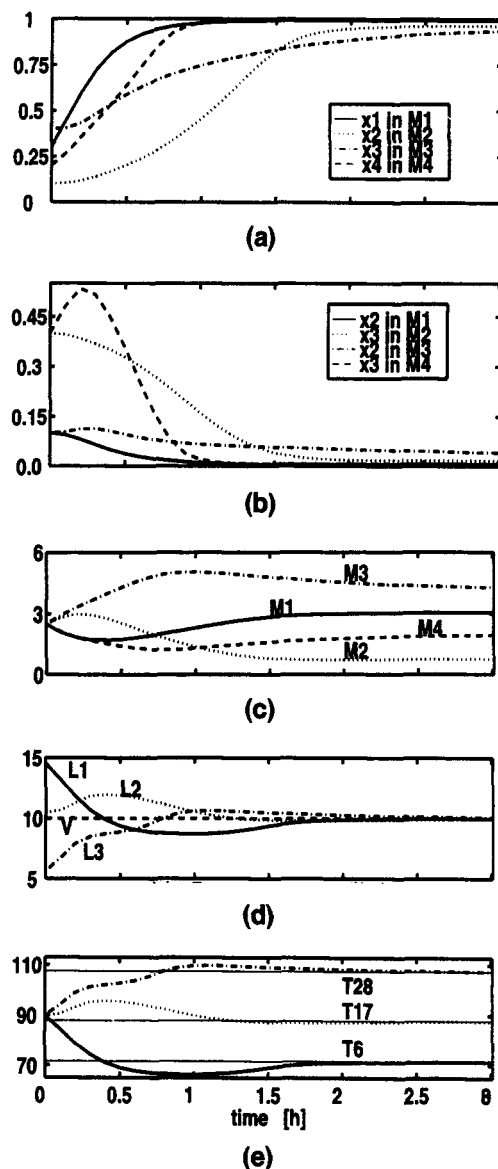 1
0.75
0.5
0.25
0
x1 in M1
x2 in M2
x3 in M3
x4 in M4
(a)
0.45
0.3
0.15
0.0
x2 in M1
x3 in M2
x2 in M3
x3 in M4
(b)
6
3
0
M3
M1
M4
M2
(c)
15
10
5
L1
L2
V
L3
(d)
110
90
70
T28
T17
T6
0 0.5 1 1.5 2 2.5 8
time [h]
(e)